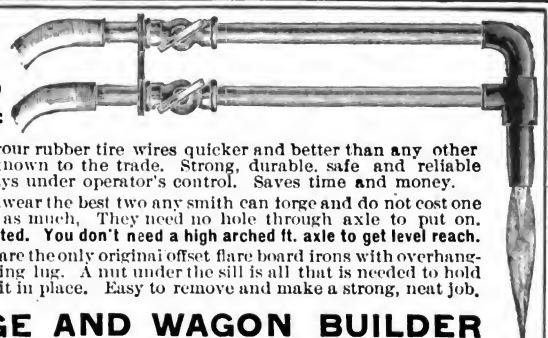 our rubber tire wires quicker and better than any other
known to the trade. Strong, durable. safe and reliable
ys under operator's control. Saves time and money.
wear the best two any smith can forge and do not cost one
as much, They need no hole through axle to put on.
ted. You don't need a high arched ft. axle to get level reach.
are the only original offset flare board irons with overhang-
ing lug. A nut under the sill is all that is needed to hold
it in place. Easy to remove and make a strong, neat job.
GE AND WAGON BUILDER